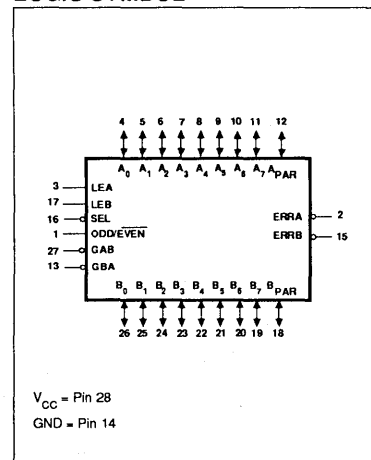 4 5 6 7 8 9 10 11 12
A0 A1 A2 A3 A4 A5 A6 A7 APAR
3 LEA
17 LEB
16 SEL
1 ODD/EVEN
27 GAB
13 GBA
ERRA 2
ERRB 15
B0 B1 B2 B3 B4 B5 B6 B7 BPAR
26 25 24 23 22 21 20 19 18
VCC = Pin 28
GND = Pin 14